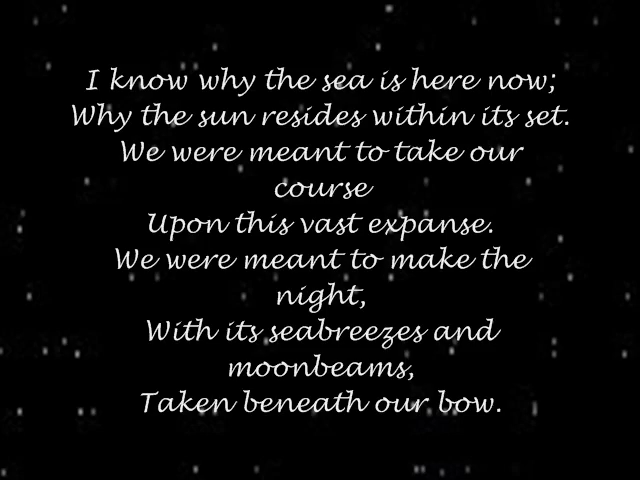 I know why the sea is here now;
Why the sun resides within its set.
We were meant to take our
course
Upon this vast expanse.
We were meant to make the
night,
With its seabreezes and
moonbeams,
Taken beneath our bow.